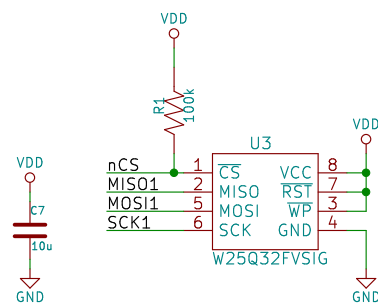 VDD
R1
100k
VDD
U3
VDD
nCS
1
CS
VCC
8
MISO1
2
MISO
RST
7
MOSI1
5
MOSI
WP
3
SCK1
6
SCK
GND
4
C7
10u
W25Q32FVSIG
GND
GND